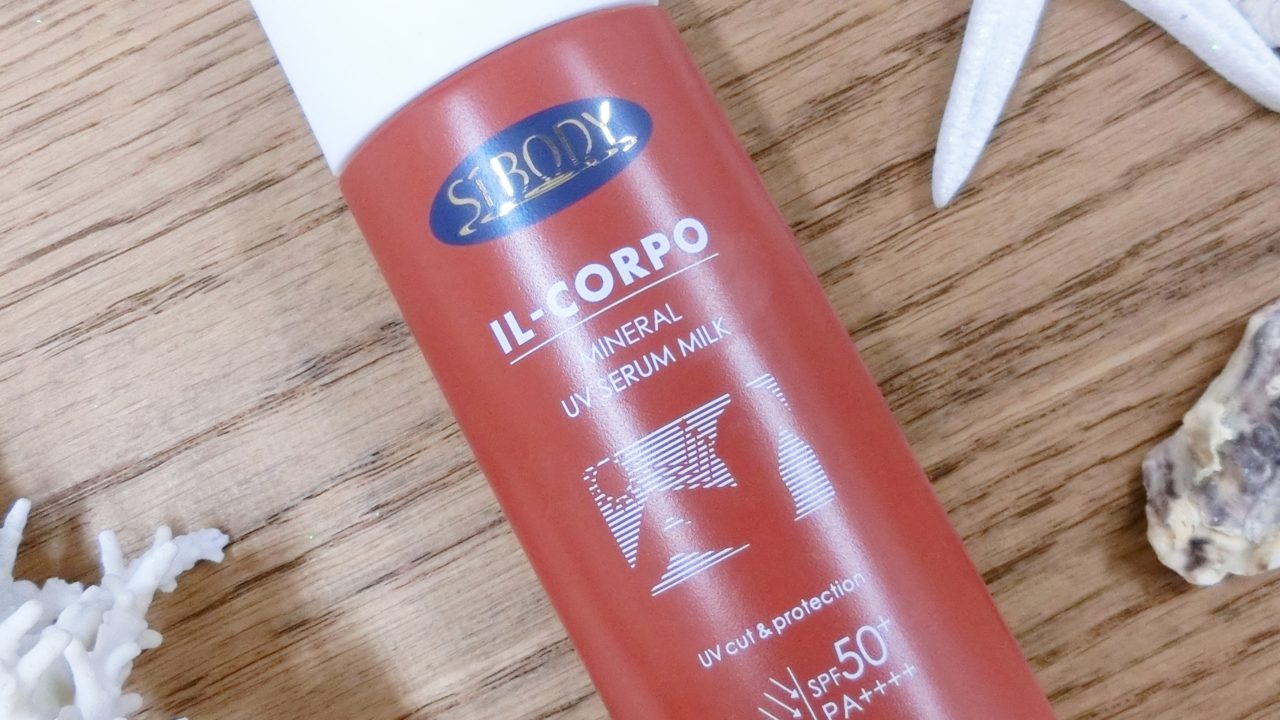 SIBODY
IL-CORPO
MINERAL
UV SERUM MILK
UV cut & protection
SPF50+
PA++++